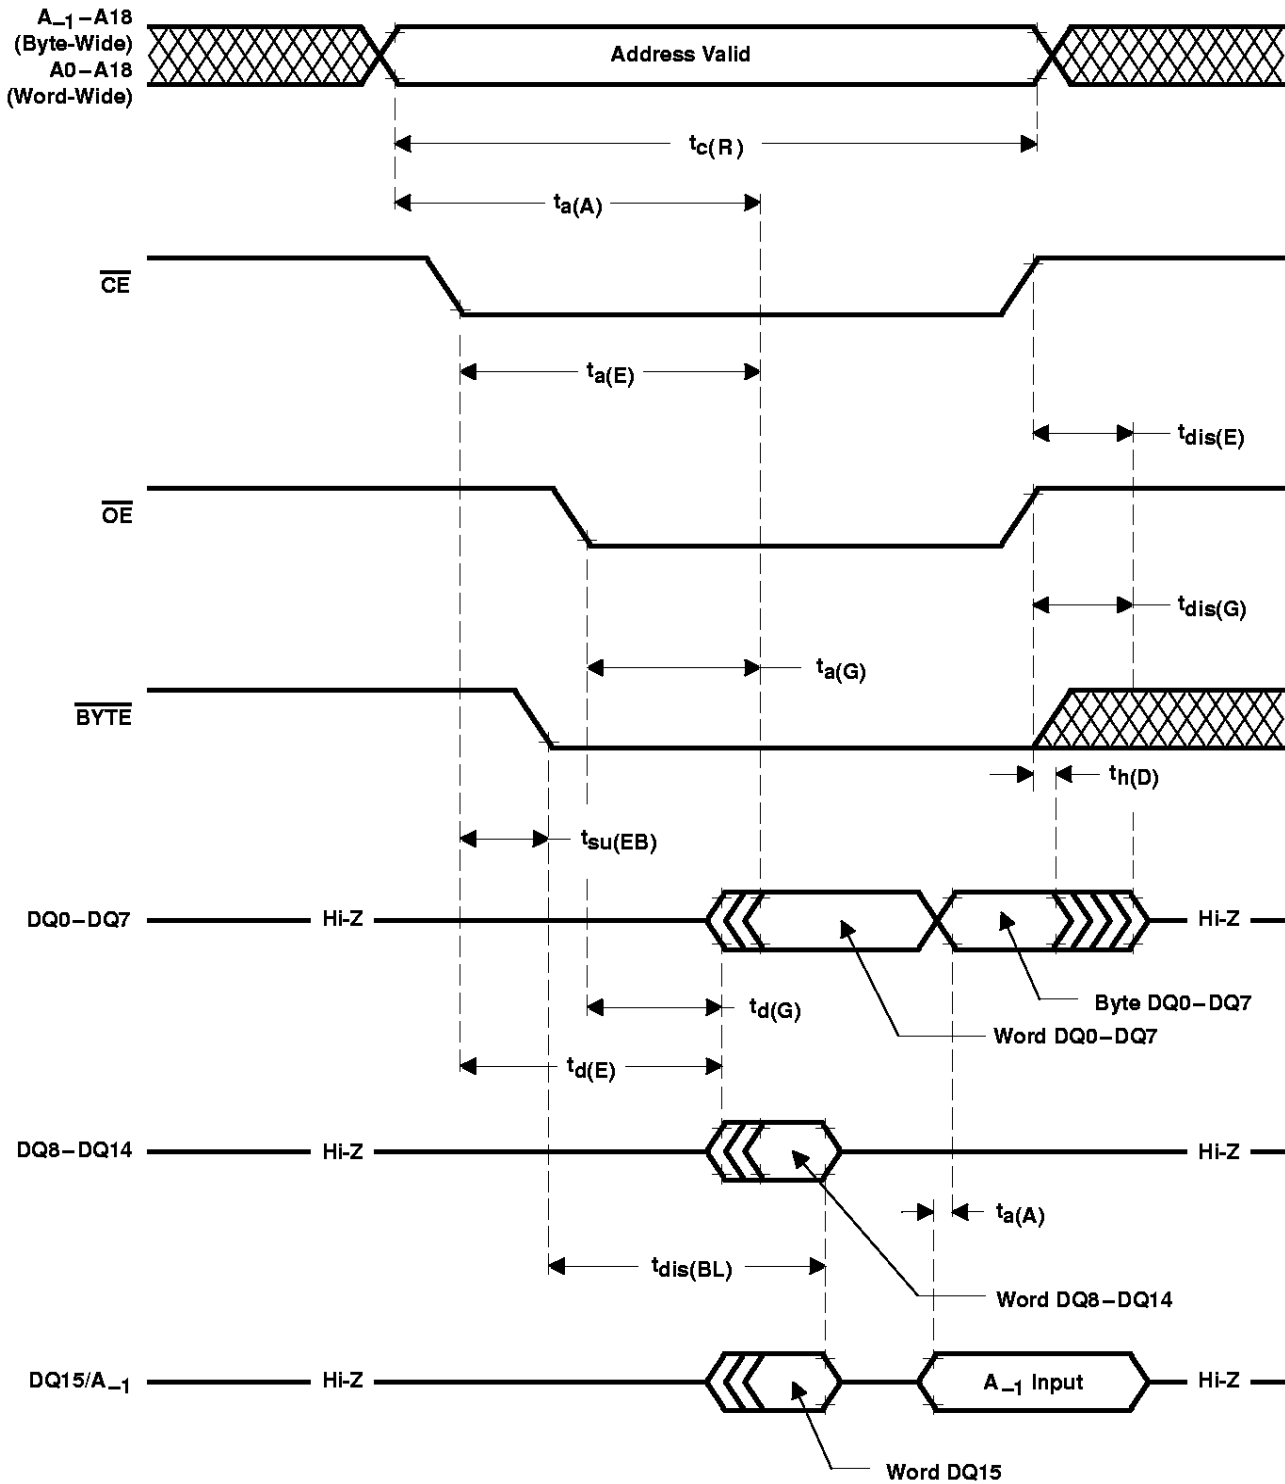 A–1–A18
(Byte-Wide)
A0–A18
(Word-Wide)
Address Valid
tc(R)
ta(A)
CE
ta(E)
tdis(E)
OE
tdis(G)
ta(G)
BYTE
th(D)
tsu(EB)
DQ0–DQ7 Hi-Z Hi-Z
Byte DQ0–DQ7
td(G)
Word DQ0–DQ7
td(E)
DQ8–DQ14 Hi-Z Hi-Z
ta(A)
tdis(BL)
Word DQ8–DQ14
DQ15/A–1 Hi-Z A–1 Input Hi-Z
Word DQ15